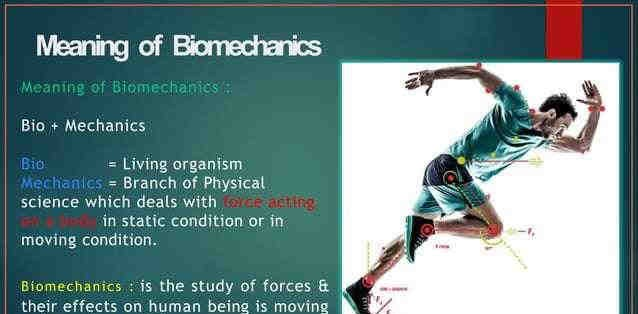 Meaning of Biomechanics
Meaning of Biomechanics :
Bio + Mechanics
Bio = Living organism
Mechanics = Branch of Physical
science which deals with force acting
on a body in static condition or in
moving condition.
Biomechanics : is the study of forces &
their effects on human being is moving